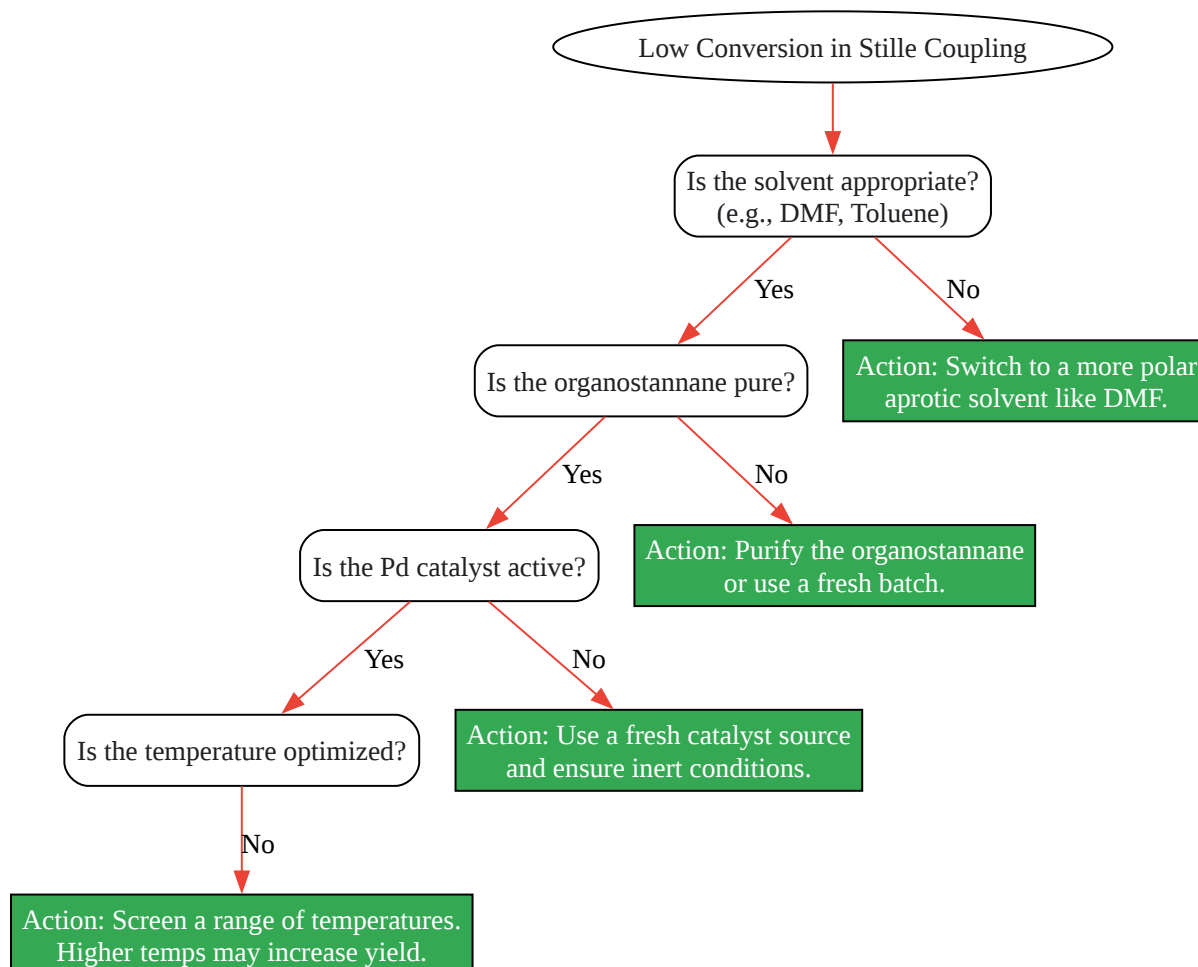 Low Conversion in Stille Coupling
Is the solvent appropriate?
(e.g., DMF, Toluene)
Yes
No
Is the organostannane pure?
Action: Switch to a more polar
aprotic solvent like DMF.
Yes
No
Is the Pd catalyst active?
Action: Purify the organostannane
or use a fresh batch.
Yes
No
Is the temperature optimized?
Action: Use a fresh catalyst source
and ensure inert conditions.
No
Action: Screen a range of temperatures.
Higher temps may increase yield.